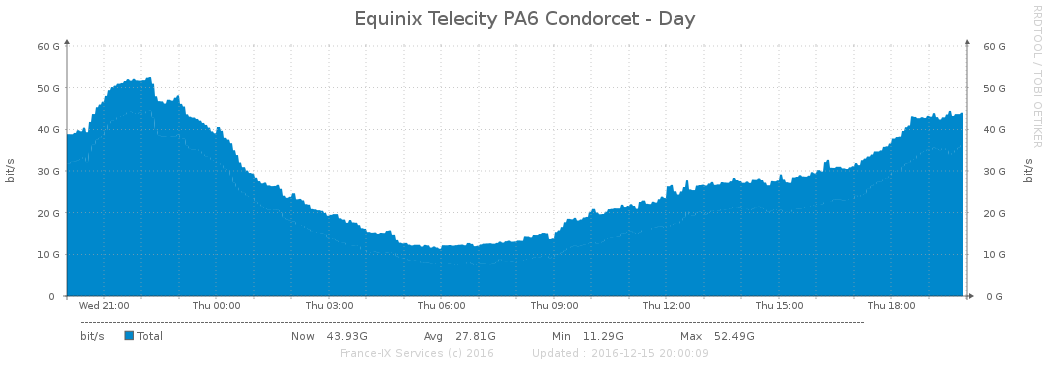 Equinix Telecity PA6 Condorcet - Day
RRDTOOL / TOBI OETIKER
60 G 60 G
50 G 50 G
40 G 40 G
30 G 30 G
20 G 20 G
10 G 10 G
0 0 G
bit/s
bit/s
Wed 21:00 Thu 00:00 Thu 03:00 Thu 06:00 Thu 09:00 Thu 12:00 Thu 15:00 Thu 18:00
bit/s Total Now 43.93G Avg 27.81G Min 11.29G Max 52.49G
France-IX Services (c) 2016 Updated : 2016-12-15 20:00:09